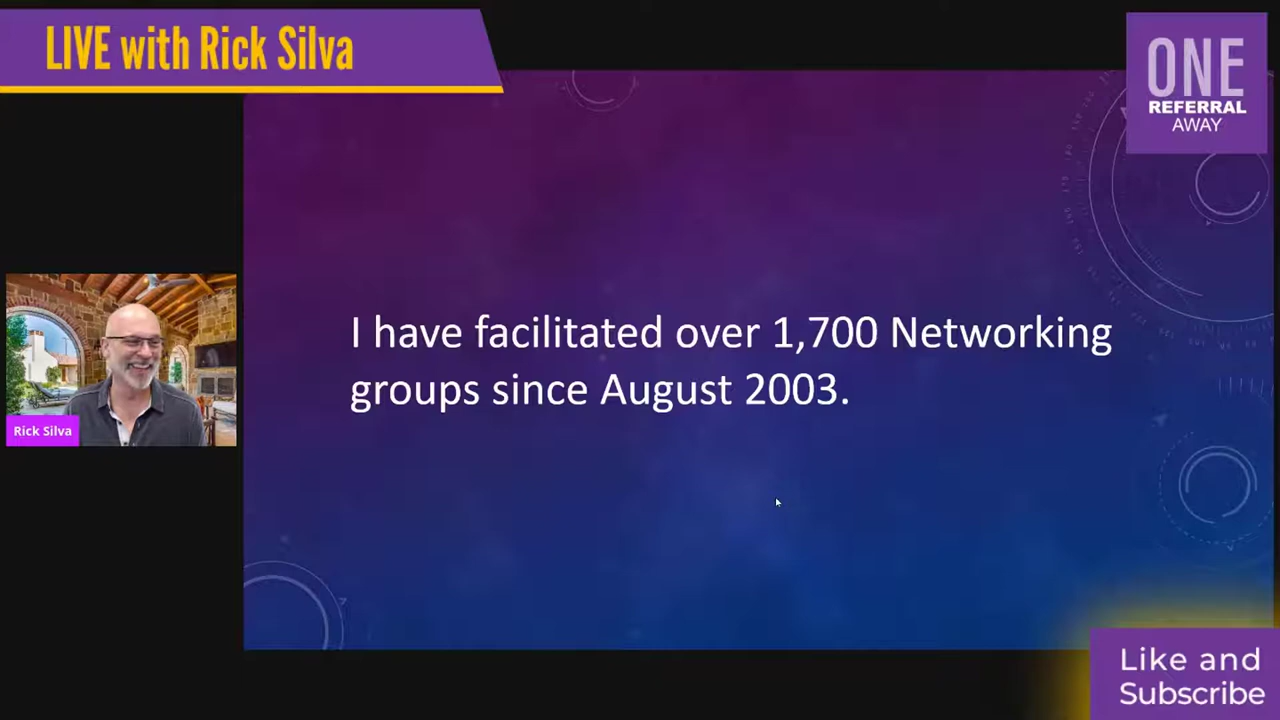 LIVE with Rick Silva
ONE
REFERRAL
AWAY
I have facilitated over 1,700 Networking
groups since August 2003.
Rick Silva
Like and
Subscribe